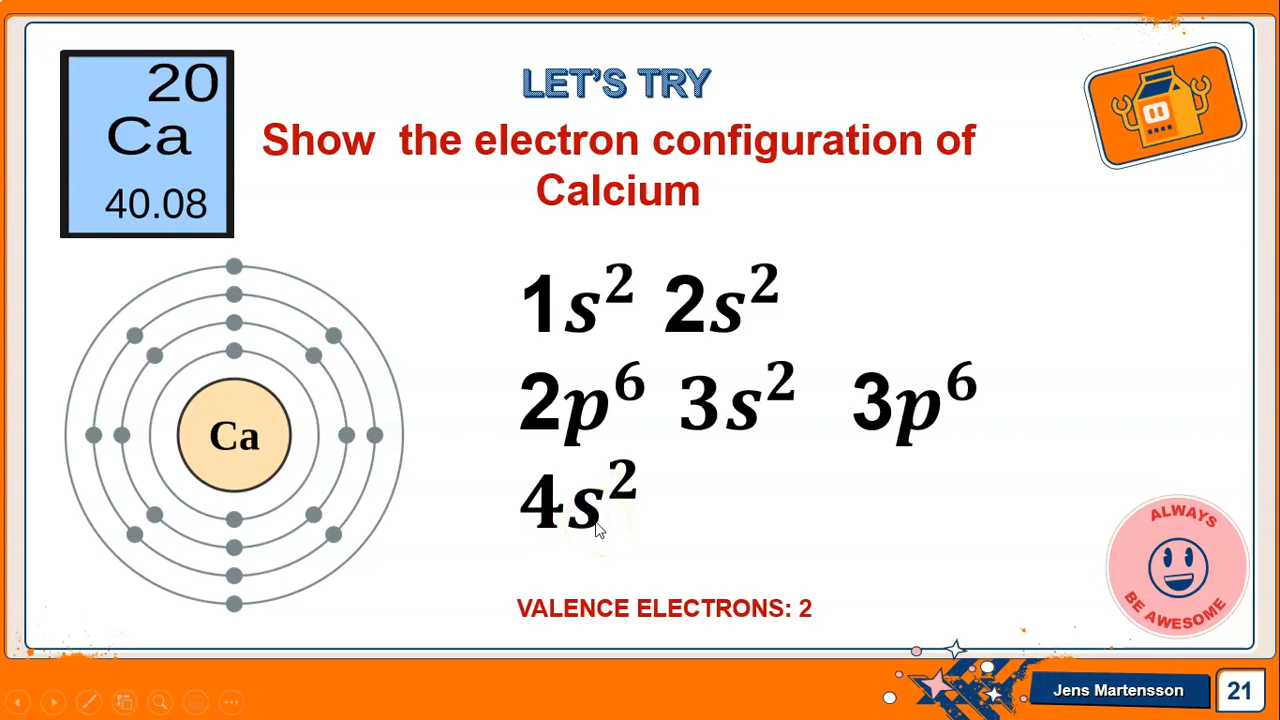 20
Ca
40.08
LET'S TRY
Show the electron configuration of
Calcium
1s² 2s²
2p⁶ 3s² 3p⁶
4s²
Ca
VALENCE ELECTRONS: 2
ALWAYS
BE AWESOME
Jens Martensson
21